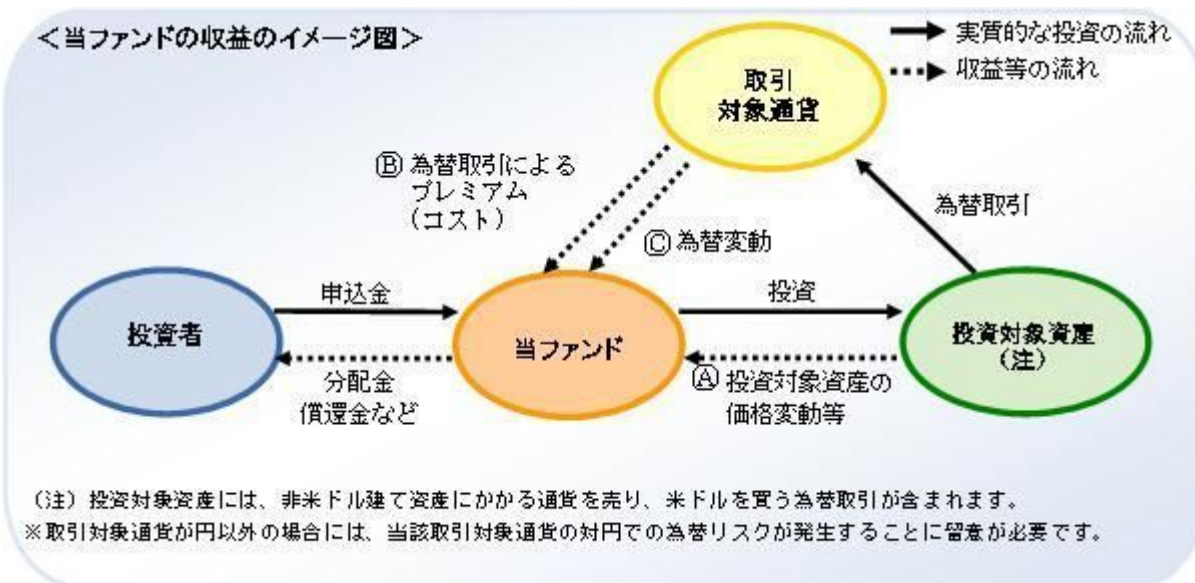 ＜当ファンドの収益のイメージ図＞
実質的な投資の流れ
収益等の流れ
取引
対象通貨
Ⓑ 為替取引による
プレミアム
（コスト）
為替取引
Ⓒ 為替変動
投資者
申込金
当ファンド
投資
投資対象資産
（注）
分配金
償還金など
Ⓐ 投資対象資産の
価格変動等
（注）投資対象資産には、非米ドル建て資産にかかる通貨を売り、米ドルを買う為替取引が含まれます。
※取引対象通貨が円以外の場合には、当該取引対象通貨の対円での為替リスクが発生することに留意が必要です。